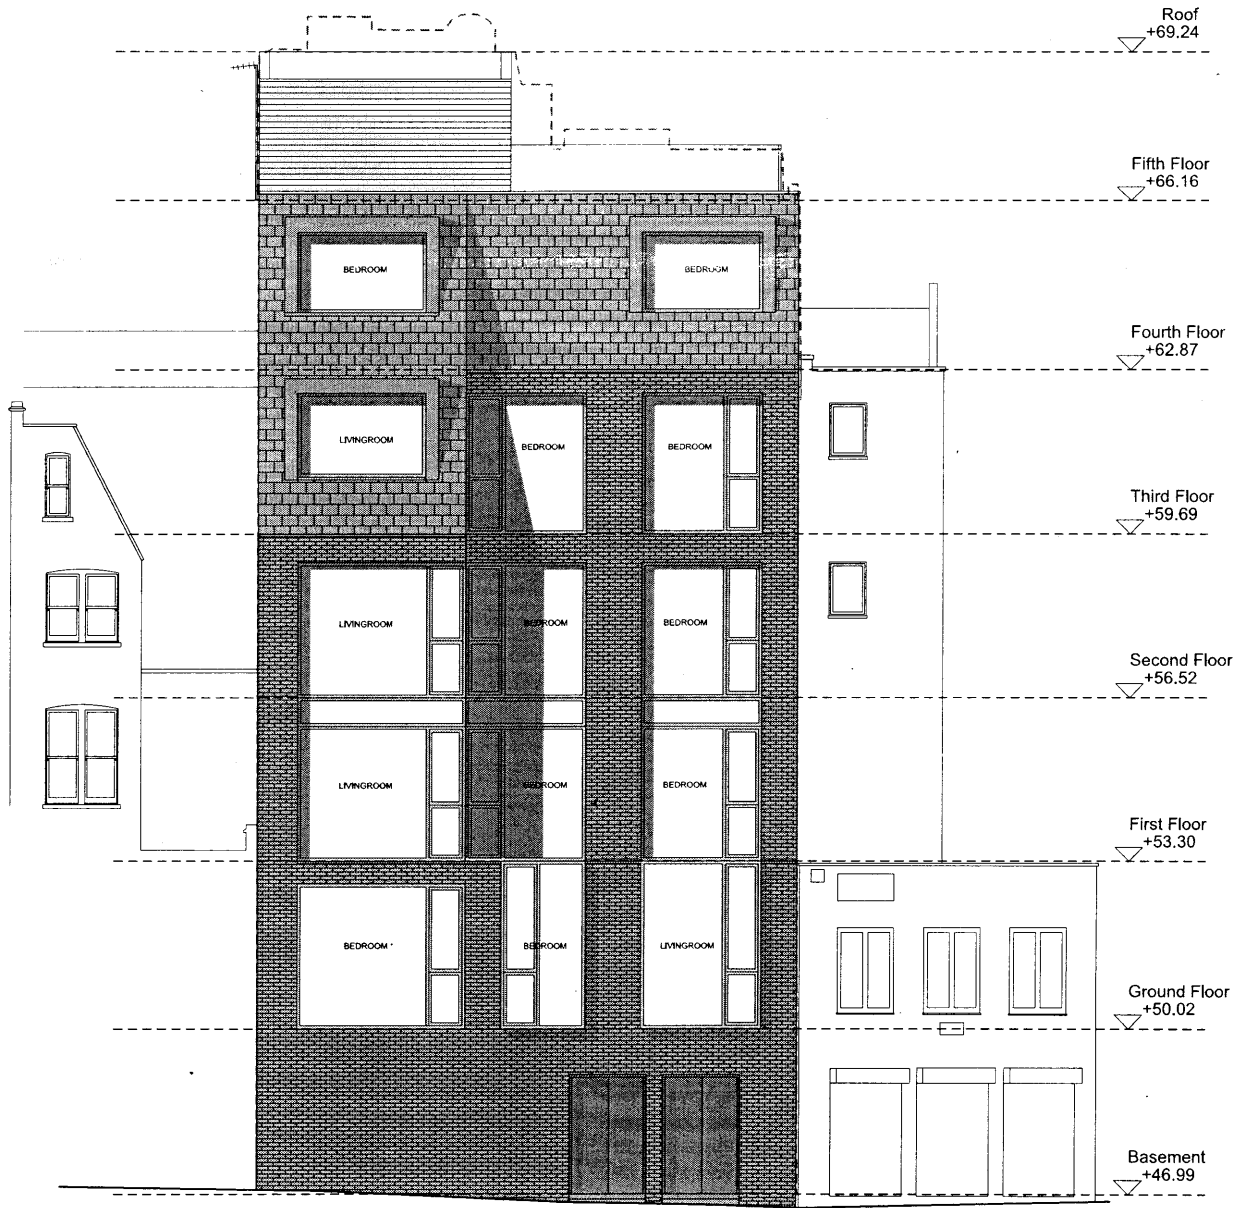 Roof
+69.24
Fifth Floor
+66.16
BEDROOM
BEDROOM
Fourth Floor
+62.87
LIVINGROOM
BEDROOM
BEDROOM
Third Floor
+59.69
LIVINGROOM
BEDROOM
BEDROOM
Second Floor
+56.52
LIVINGROOM
BEDROOM
BEDROOM
First Floor
+53.30
BEDROOM
BEDROOM
LIVINGROOM
Ground Floor
+50.02
Basement
+46.99